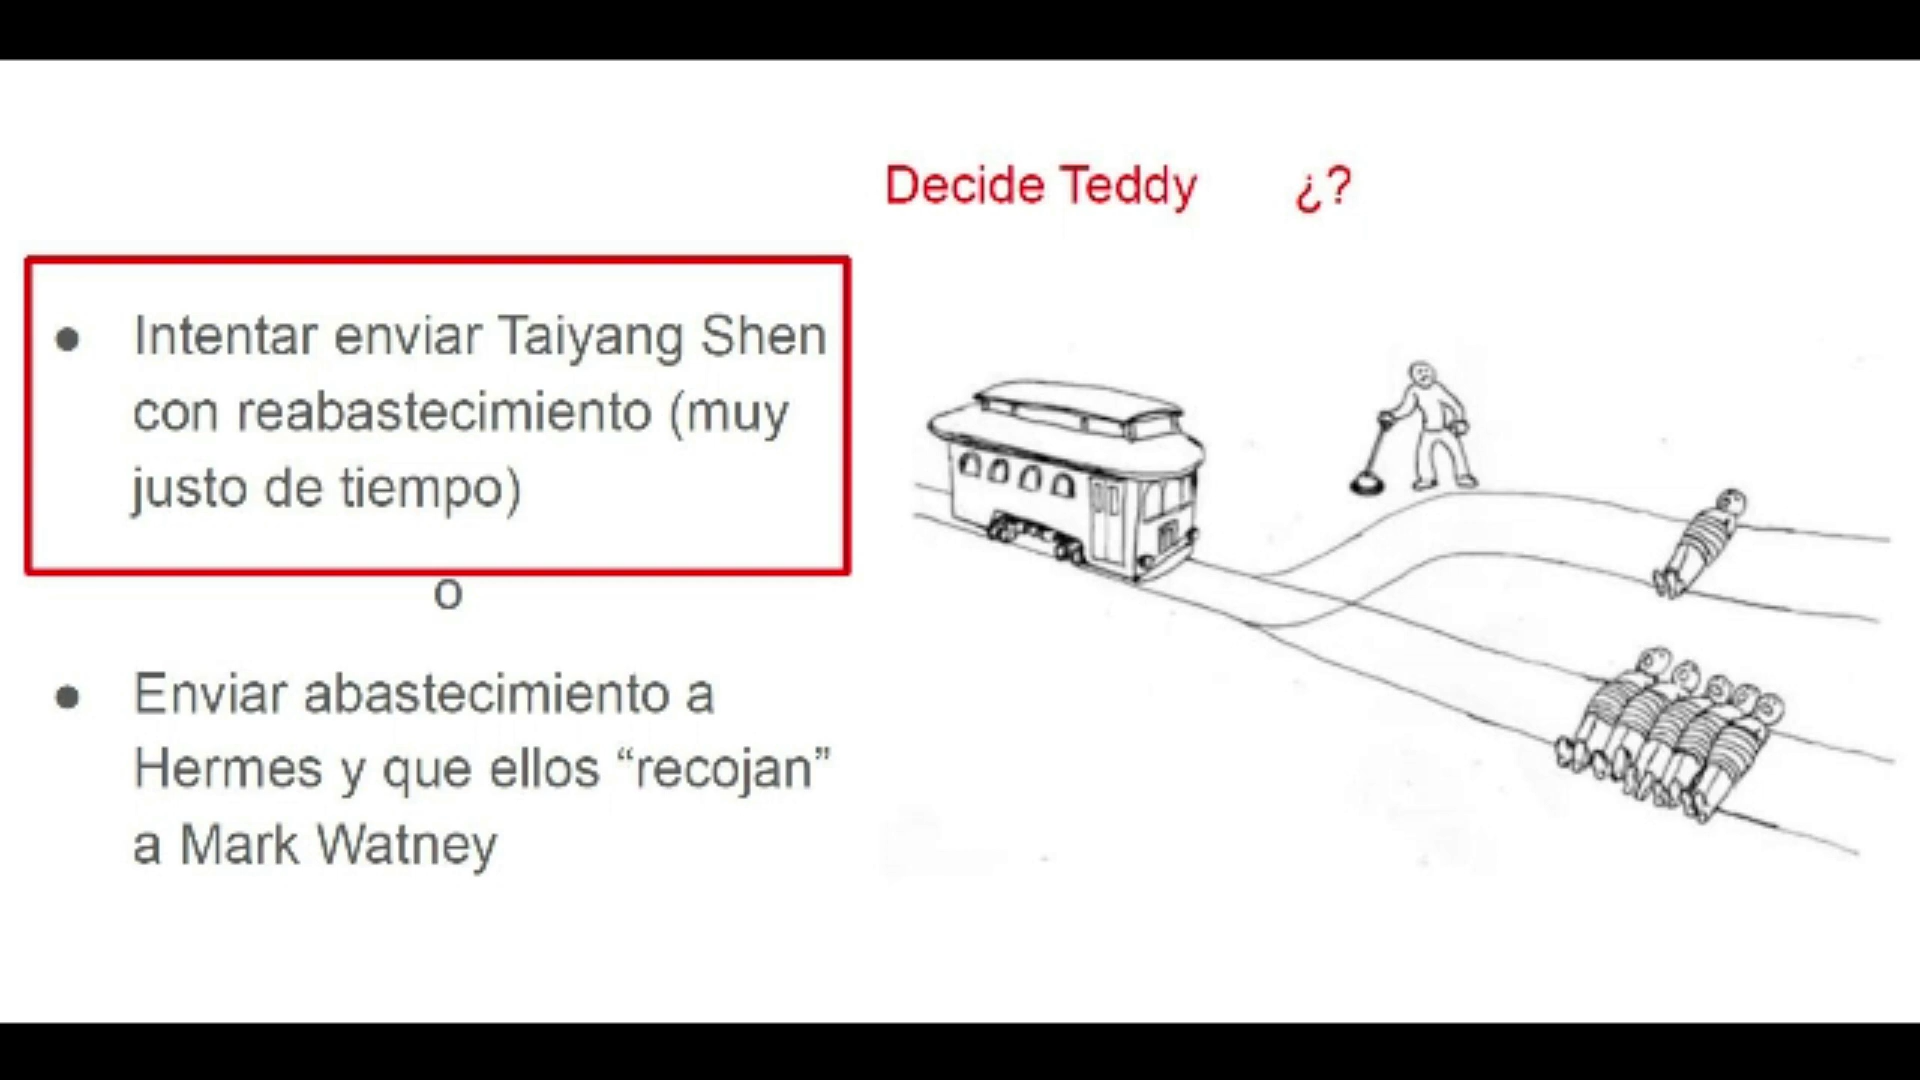 Decide Teddy ¿?
● Intentar enviar Taiyang Shen
con reabastecimiento (muy
justo de tiempo)
o
● Enviar abastecimiento a
Hermes y que ellos “recojan”
a Mark Watney